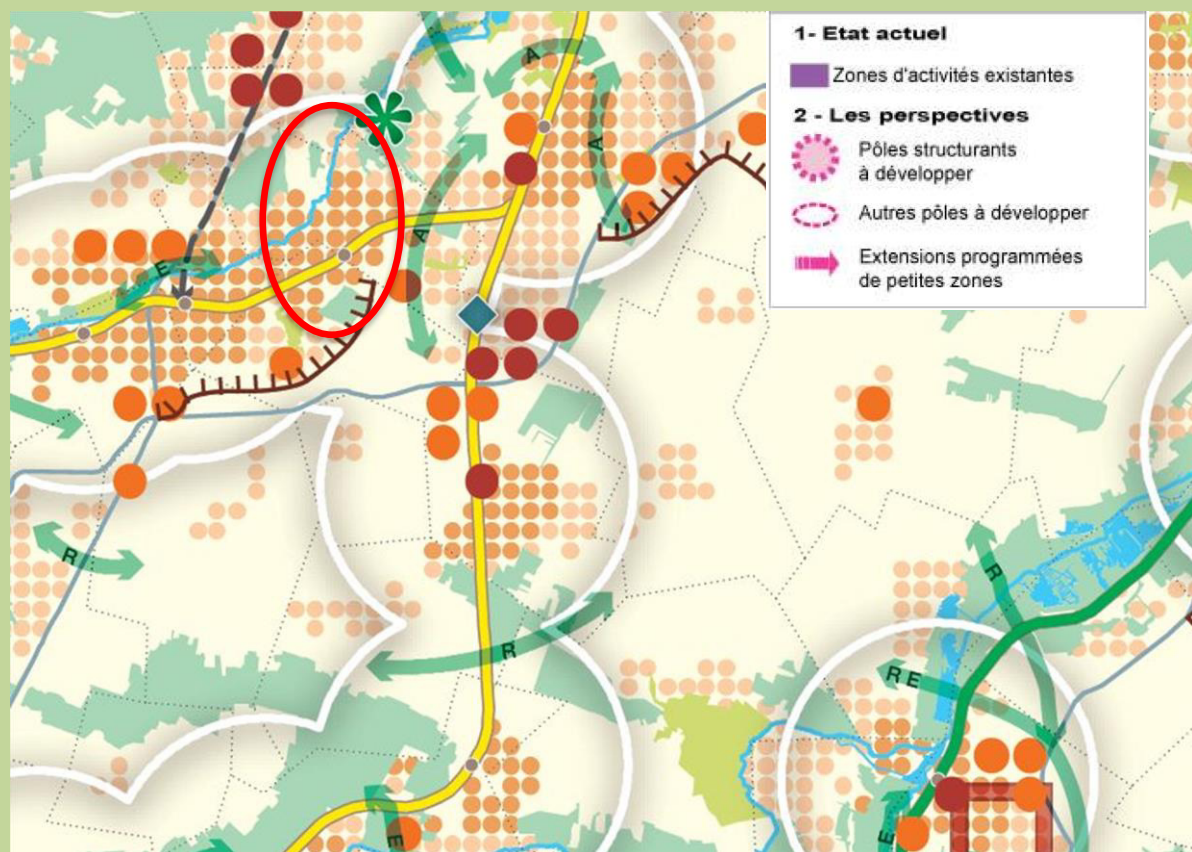 1- Etat actuel
Zones d'activités existantes
2 - Les perspectives
Pôles structurants
à développer
Autres pôles à développer
Extensions programmées
de petites zones
A
A
A
E
R
R
R
R E
E
E